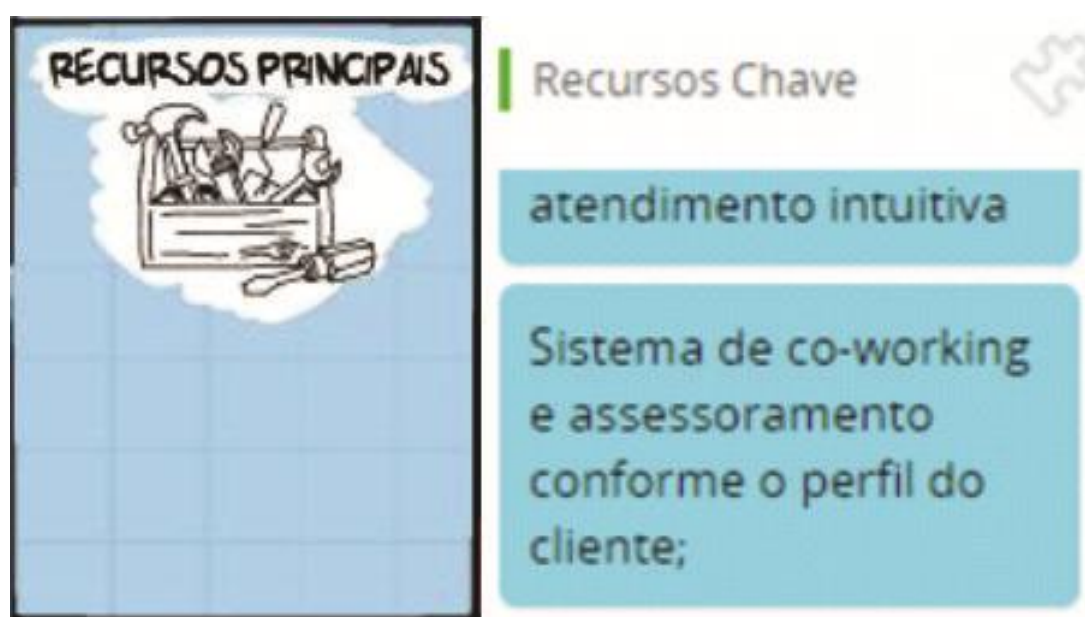 RECURSOS PRINCIPAIS
Recursos Chave
atendimento intuitiva
Sistema de co-working
e assessoramento
conforme o perfil do
cliente;